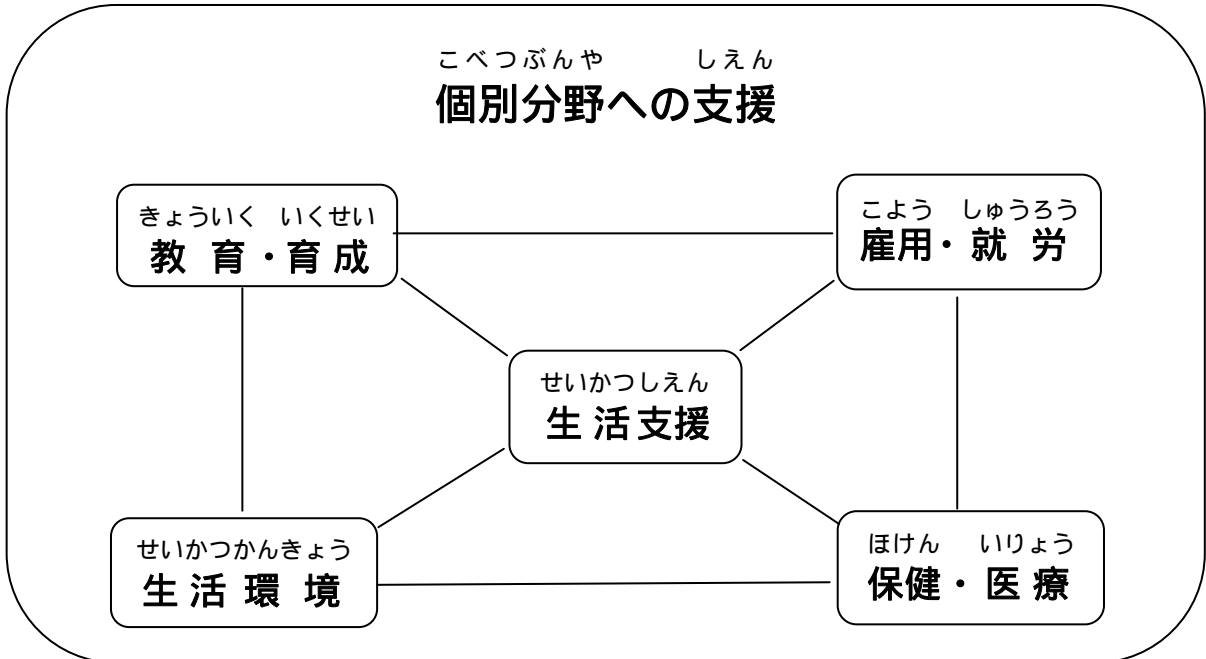 こべつぶんや　しえん
個別分野への支援
きょういく　いくせい
教育・育成
こよう　しゅうろう
雇用・就労
せいかつしえん
生活支援
せいかつかんきょう
生活環境
ほけん　いりょう
保健・医療